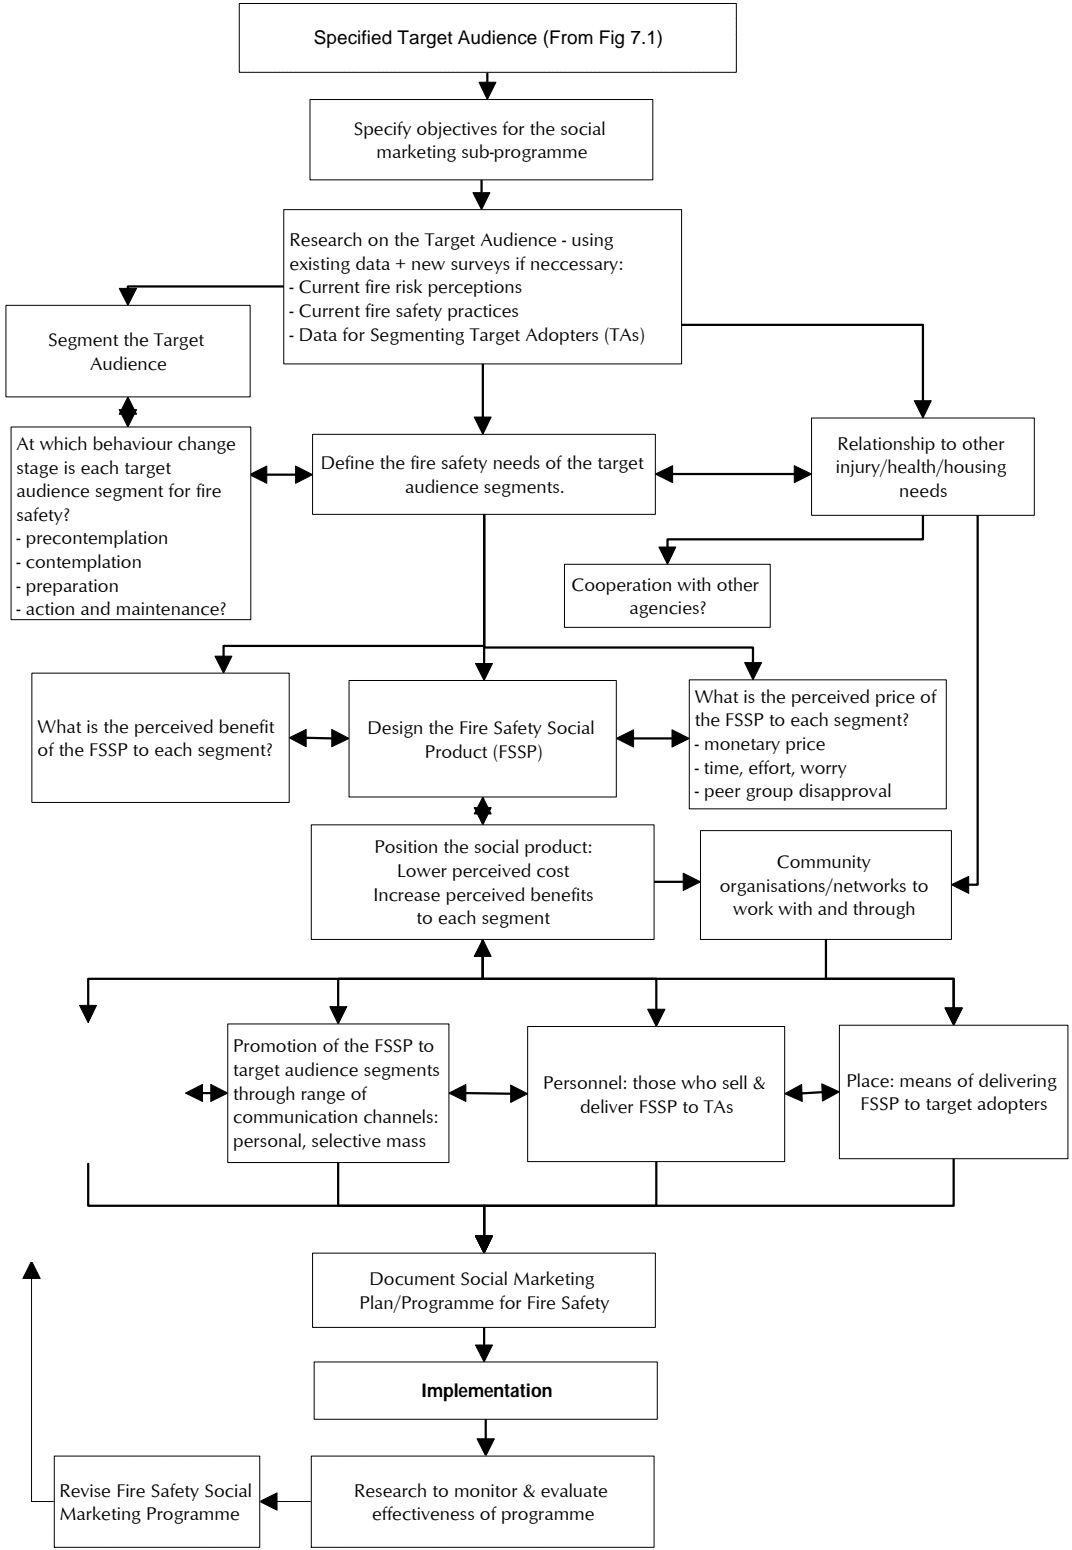 Specified Target Audience (From Fig 7.1)
Specify objectives for the social
marketing sub-programme
Research on the Target Audience - using
existing data + new surveys if neccessary:
- Current fire risk perceptions
- Current fire safety practices
- Data for Segmenting Target Adopters (TAs)
Segment the Target
Audience
At which behaviour change
stage is each target
audience segment for fire
safety?
- precontemplation
- contemplation
- preparation
- action and maintenance?
Define the fire safety needs of the target
audience segments.
Relationship to other
injury/health/housing
needs
Cooperation with other
agencies?
What is the perceived benefit
of the FSSP to each segment?
Design the Fire Safety Social
Product (FSSP)
What is the perceived price of
the FSSP to each segment?
- monetary price
- time, effort, worry
- peer group disapproval
Position the social product:
Lower perceived cost
Increase perceived benefits
to each segment
Community
organisations/networks to
work with and through
Promotion of the FSSP to
target audience segments
through range of
communication channels:
personal, selective mass
Personnel: those who sell &
deliver FSSP to TAs
Place: means of delivering
FSSP to target adopters
Document Social Marketing
Plan/Programme for Fire Safety
Implementation
Revise Fire Safety Social
Marketing Programme
Research to monitor & evaluate
effectiveness of programme